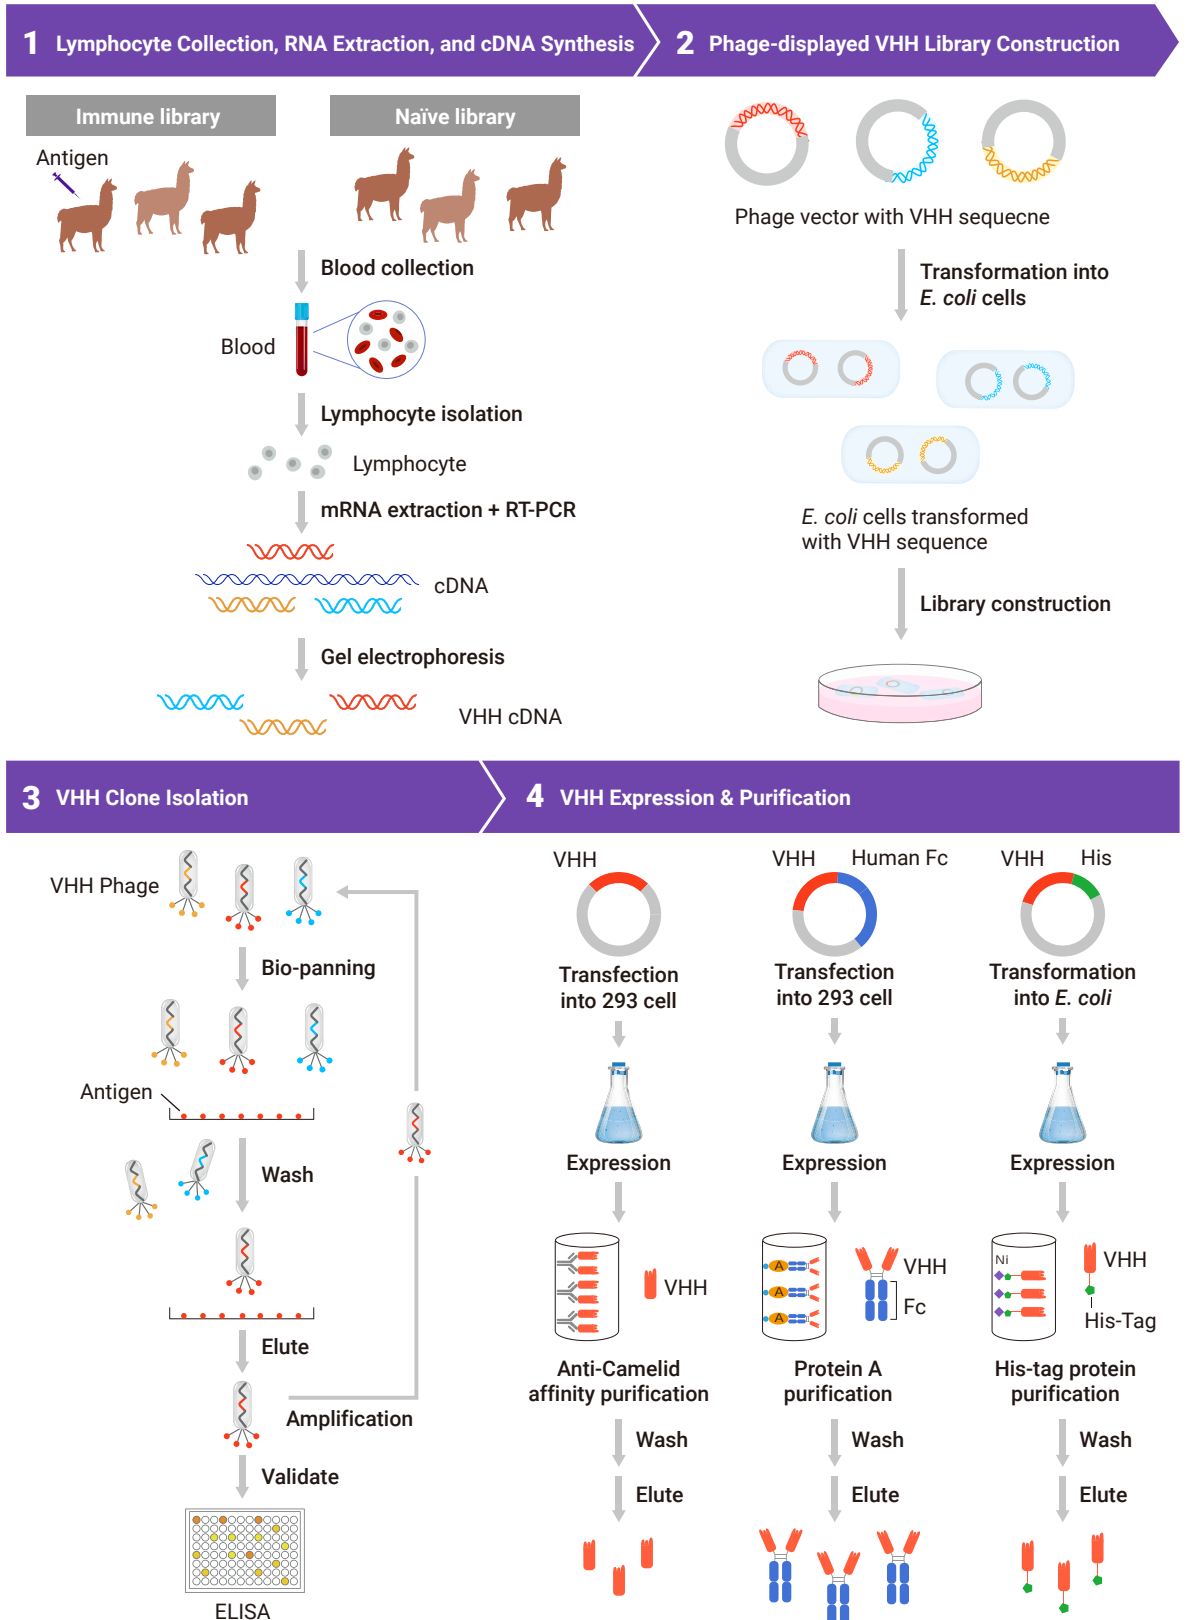 1 Lymphocyte Collection, RNA Extraction, and cDNA Synthesis
Immune library
Naïve library
Antigen
Blood collection
Blood
Lymphocyte isolation
Lymphocyte
mRNA extraction + RT-PCR
cDNA
Gel electrophoresis
VHH cDNA
2 Phage-displayed VHH Library Construction
Phage vector with VHH sequecne
Transformation into
E. coli cells
E. coli cells transformed
with VHH sequence
Library construction
3 VHH Clone Isolation
VHH Phage
Bio-panning
Antigen
Wash
Elute
Amplification
Validate
ELISA
4 VHH Expression & Purification
VHH
Transfection
into 293 cell
Expression
VHH
Anti-Camelid
affinity purification
Wash
Elute
VHH Human Fc
Transfection
into 293 cell
Expression
A
A
A
VHH
Fc
Protein A
purification
Wash
Elute
VHH His
Transformation
into E. coli
Expression
Ni
VHH
His-Tag
His-tag protein
purification
Wash
Elute